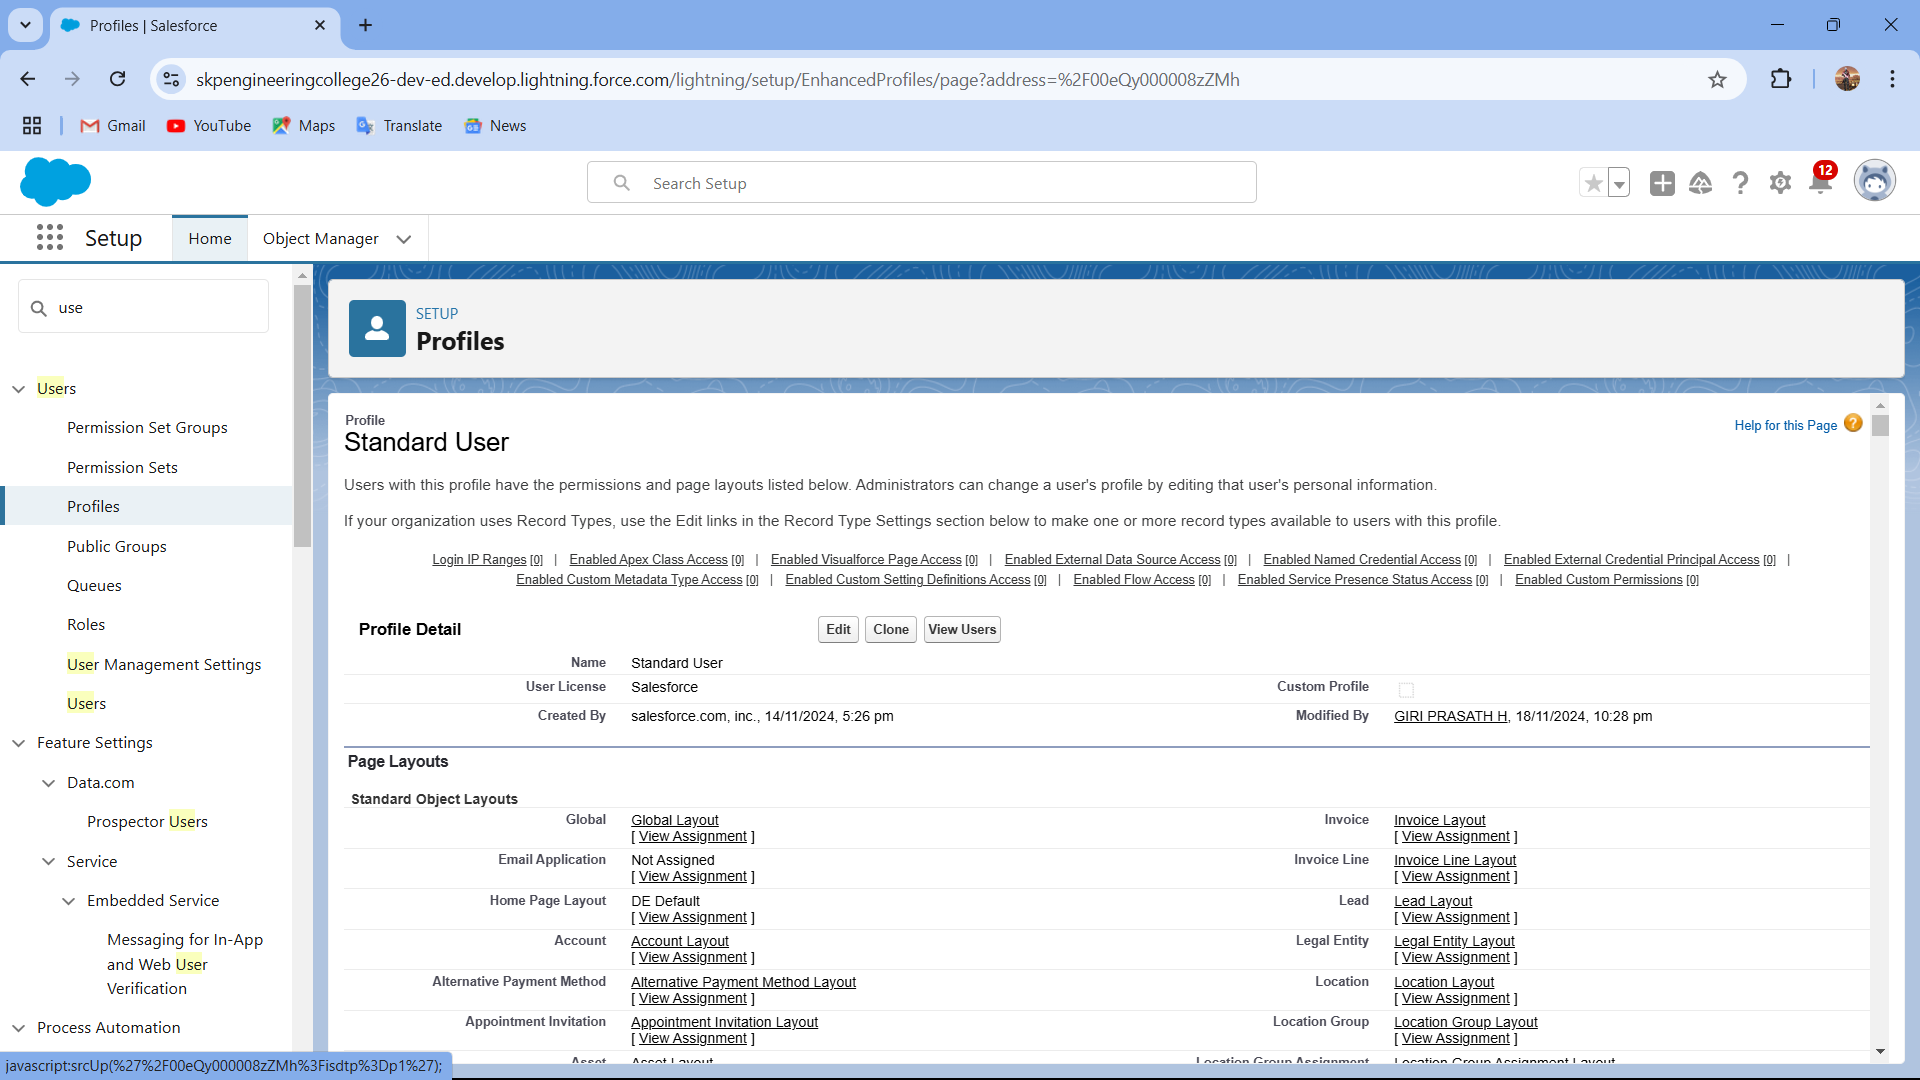 Profiles | Salesforce
skpengineeringcollege26-dev-ed.develop.lightning.force.com/lightning/setup/EnhancedProfiles/page?address=%2F00eQy000008zZMh
Gmail YouTube Maps Translate News
Search Setup
12
Setup Home Object Manager
use
Users
Permission Set Groups
Permission Sets
Profiles
Public Groups
Queues
Roles
User Management Settings
Users
Feature Settings
Data.com
Prospector Users
Service
Embedded Service
Messaging for In-App
and Web User
Verification
Process Automation
javascript:srcUp(%27%2F00eQy000008zZMh%3Fisdtp%3Dp1%27);
SETUP
Profiles
Profile
Standard User
Help for this Page ?
Users with this profile have the permissions and page layouts listed below. Administrators can change a user's profile by editing that user's personal information.
If your organization uses Record Types, use the Edit links in the Record Type Settings section below to make one or more record types available to users with this profile.
Login IP Ranges [0] | Enabled Apex Class Access [0] | Enabled Visualforce Page Access [0] | Enabled External Data Source Access [0] | Enabled Named Credential Access [0] | Enabled External Credential Principal Access [0] |
Enabled Custom Metadata Type Access [0] | Enabled Custom Setting Definitions Access [0] | Enabled Flow Access [0] | Enabled Service Presence Status Access [0] | Enabled Custom Permissions [0]
Profile Detail Edit Clone View Users
Name Standard User
User License Salesforce Custom Profile
Created By salesforce.com, inc., 14/11/2024, 5:26 pm Modified By GIRI PRASATH H, 18/11/2024, 10:28 pm
Page Layouts
Standard Object Layouts
Global Global Layout Invoice Invoice Layout
[ View Assignment ] [ View Assignment ]
Email Application Not Assigned Invoice Line Invoice Line Layout
[ View Assignment ] [ View Assignment ]
Home Page Layout DE Default Lead Lead Layout
[ View Assignment ] [ View Assignment ]
Account Account Layout Legal Entity Legal Entity Layout
[ View Assignment ] [ View Assignment ]
Alternative Payment Method Alternative Payment Method Layout Location Location Layout
[ View Assignment ] [ View Assignment ]
Appointment Invitation Appointment Invitation Layout Location Group Location Group Layout
[ View Assignment ] [ View Assignment ]
Asset Asset Layout Location Group Assignment Location Group Assignment Layout